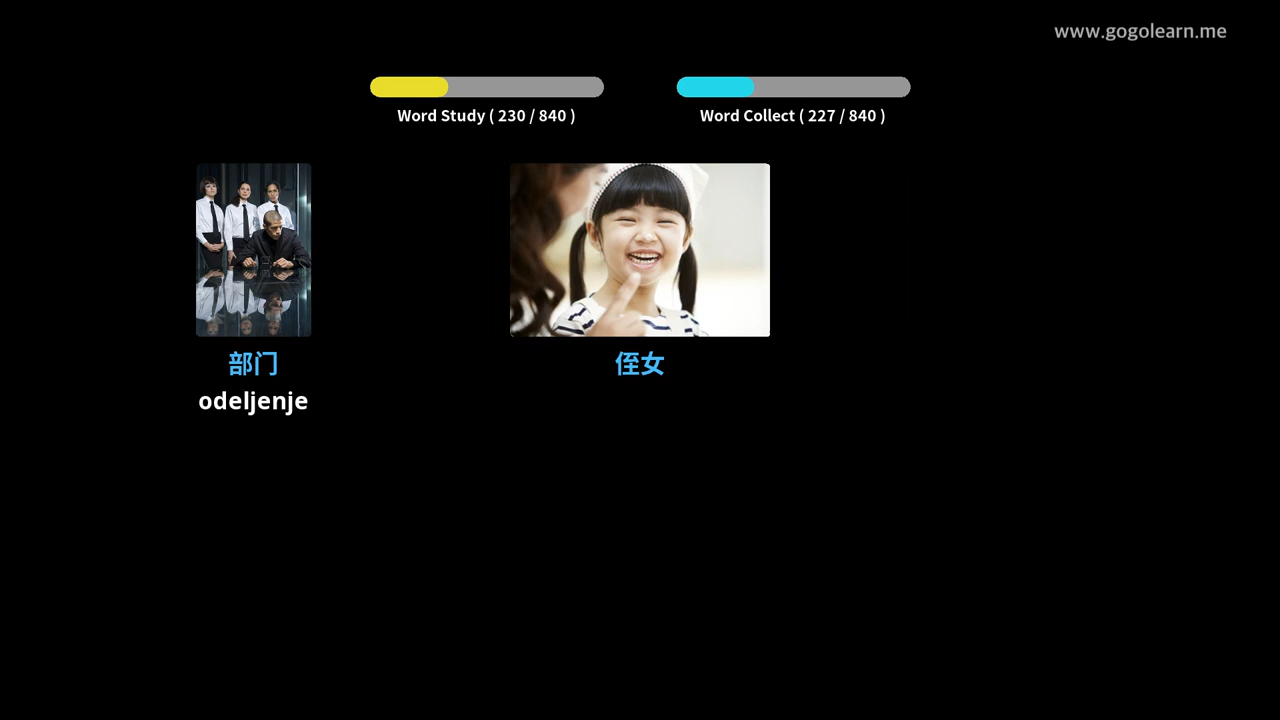 www.gogolearn.me
Word Study ( 230 / 840 )
Word Collect ( 227 / 840 )
部门
odeljenje
侄女